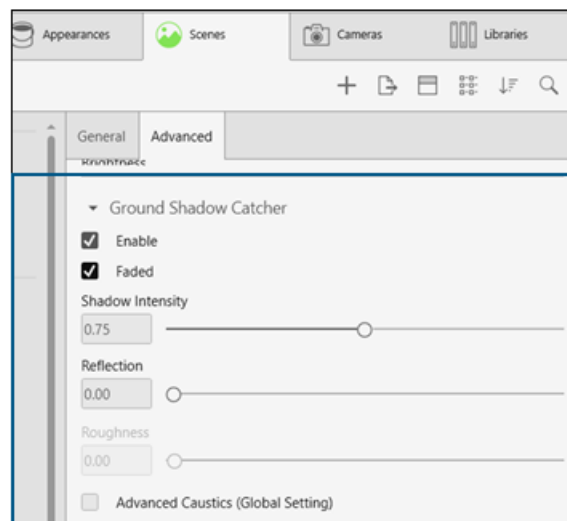 Appearances Scenes Cameras Libraries
General Advanced
Brightness
Ground Shadow Catcher
Enable
Faded
Shadow Intensity
0.75
Reflection
0.00
Roughness
0.00
Advanced Caustics (Global Setting)